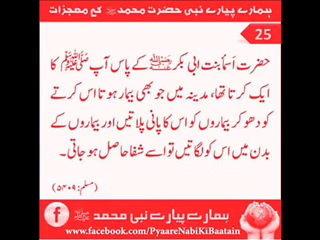 ہمارے پیارے نبی حضرت محمد ﷺ کے معجزات
25
حضرت اسماؓ بنت ابی بکر کے پاس آپ ﷺ کا
ایک کرتا تھا، مدینہ میں جو بھی بیمار ہوتا اس کرتے
کو دھو کر بیماروں کو اس کا پانی پلاتیں اور بیماروں کے
بدن میں اس کو لگاتیں تو اسے شفا حاصل ہو جاتی۔
(مسلم: ۵۴۰۹)
f ہمارے پیارے نبی محمد ﷺ
www.facebook.com/PyaareNabiKiBaatain